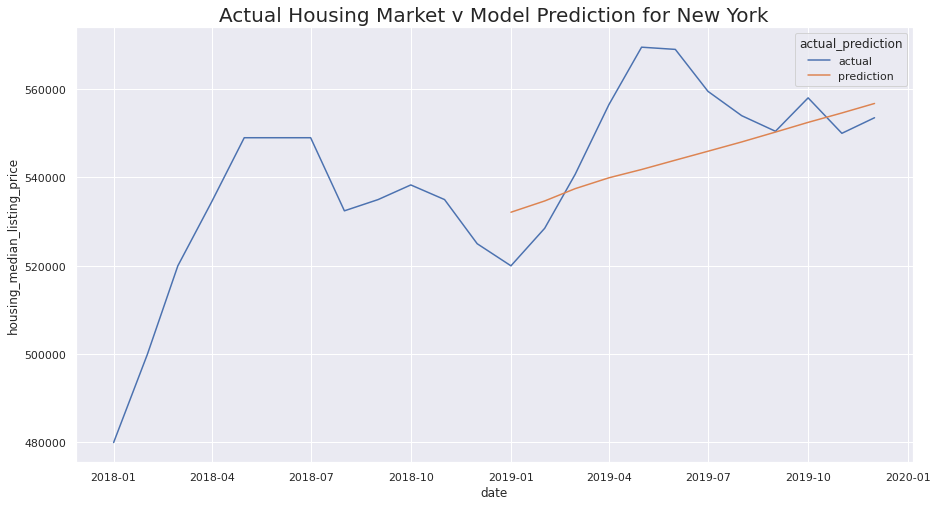 Actual Housing Market v Model Prediction for New York
actual_prediction
actual
prediction
560000
540000
520000
500000
480000
housing_median_listing_price
2018-01
2018-04
2018-07
2018-10
2019-01
2019-04
2019-07
2019-10
2020-01
date